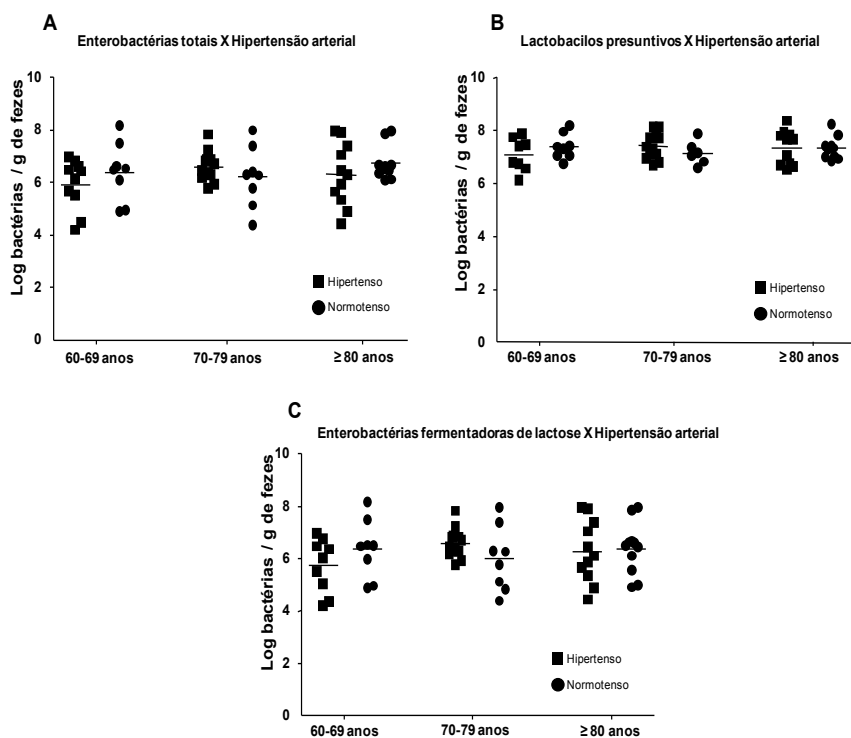 A
Enterobactérias totais X Hipertensão arterial
Log bactérias / g de fezes
10
8
6
4
2
0
Hipertenso
Normotenso
60-69 anos 70-79 anos ≥ 80 anos
B
Lactobacilos presuntivos X Hipertensão arterial
Log bactérias / g de fezes
10
8
6
4
2
0
Hipertenso
Normotenso
60-69 anos 70-79 anos ≥ 80 anos
C
Enterobactérias fermentadoras de lactose X Hipertensão arterial
Log bactérias / g de fezes
10
8
6
4
2
0
Hipertenso
Normotenso
60-69 anos 70-79 anos ≥ 80 anos